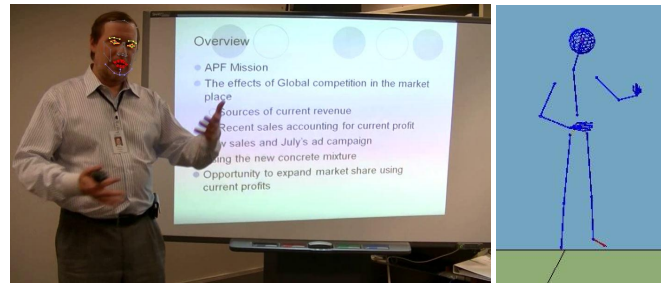 Overview
APF Mission
The effects of Global competition in the market
place
Sources of current revenue
Recent sales accounting for current profit
sales and July's ad campaign
the new concrete mixture
Opportunity to expand market share using
current profits